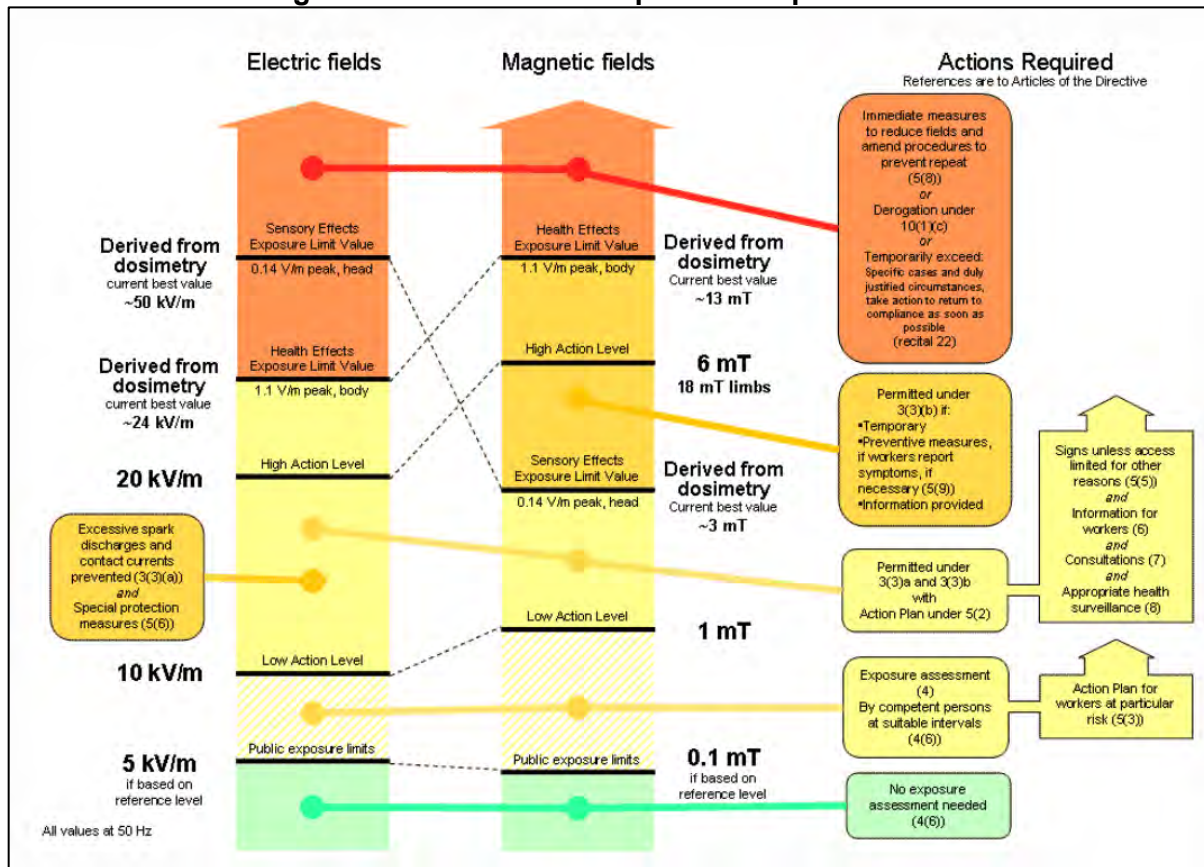 Electric fields
Magnetic fields
Actions Required
References are to Articles of the Directive
Sensory Effects
Exposure Limit Value
0.14 V/m peak, head
Derived from
dosimetry
current best value
~50 kV/m
Health Effects
Exposure Limit Value
1.1 V/m peak, body
Derived from
dosimetry
current best value
~24 kV/m
High Action Level
20 kV/m
Excessive spark
discharges and
contact currents
prevented (3(3)(a))
and
Special protection
measures (5(6))
Low Action Level
10 kV/m
Public exposure limits
5 kV/m
if based on
reference level
All values at 50 Hz
Health Effects
Exposure Limit Value
1.1 V/m peak, body
Derived from
dosimetry
current best value
~13 mT
High Action Level
6 mT
18 mT limbs
Sensory Effects
Exposure Limit Value
0.14 V/m peak, head
Derived from
dosimetry
Current best value
~3 mT
Low Action Level
1 mT
Public exposure limits
0.1 mT
if based on
reference level
Immediate measures
to reduce fields and
amend procedures to
prevent repeat
(5(8))
or
Derogation under
10(1)(c)
or
Temporarily exceed:
Specific cases and duly
justified circumstances,
take action to return to
compliance as soon as
possible
(recital 22)
Permitted under
3(3)(b) if:
•Temporary
•Preventive measures,
if workers report
symptoms, if
necessary (5(9))
•Information provided
Permitted under
3(3)a and 3(3)b
with
Action Plan under 5(2)
Signs unless access
limited for other
reasons (5(5))
and
Information for
workers (6)
and
Consultations (7)
and
Appropriate health
surveillance (8)
Exposure assessment
(4)
By competent persons
at suitable intervals
(4(6))
Action Plan for
workers at particular
risk (5(3))
No exposure
assessment needed
(4(6))